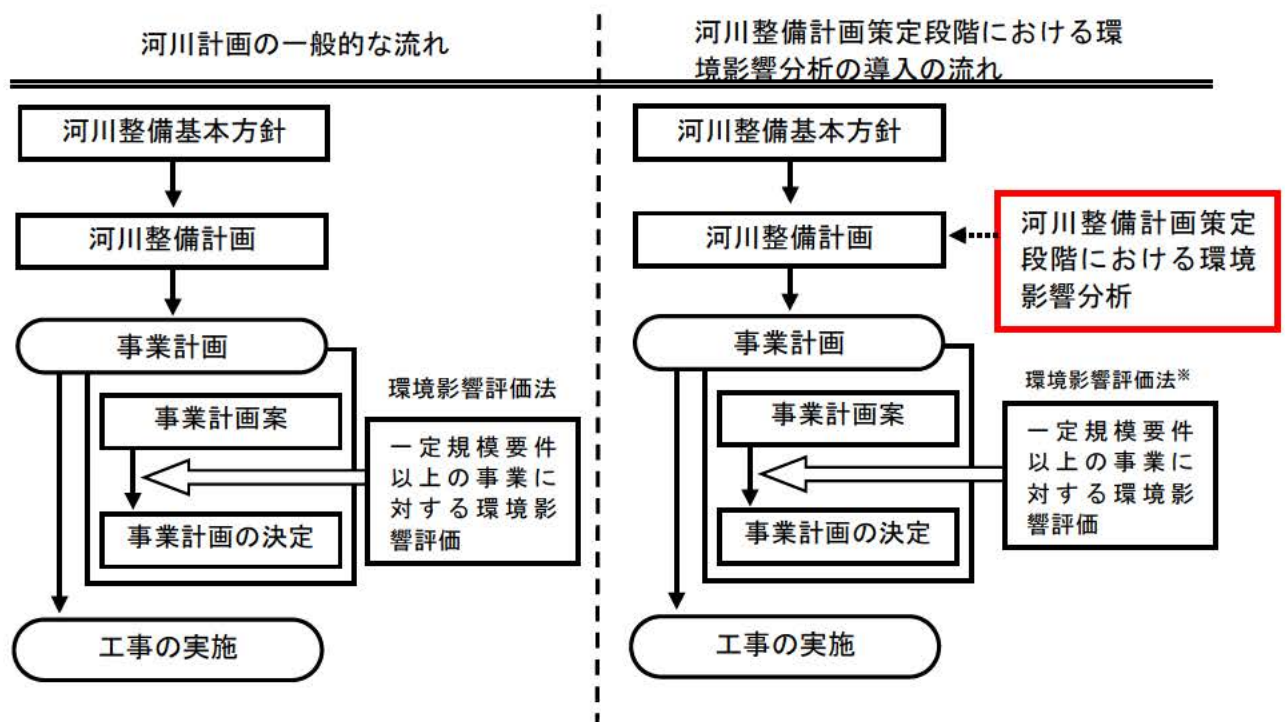 河川計画の一般的な流れ
河川整備基本方針
河川整備計画
事業計画
事業計画案
事業計画の決定
環境影響評価法
一定規模要件
以上の事業に
対する環境影
響評価
工事の実施
河川整備計画策定段階における環
境影響分析の導入の流れ
河川整備基本方針
河川整備計画
河川整備計画策定
段階における環境
影響分析
事業計画
事業計画案
事業計画の決定
環境影響評価法※
一定規模要件
以上の事業に
対する環境影
響評価
工事の実施